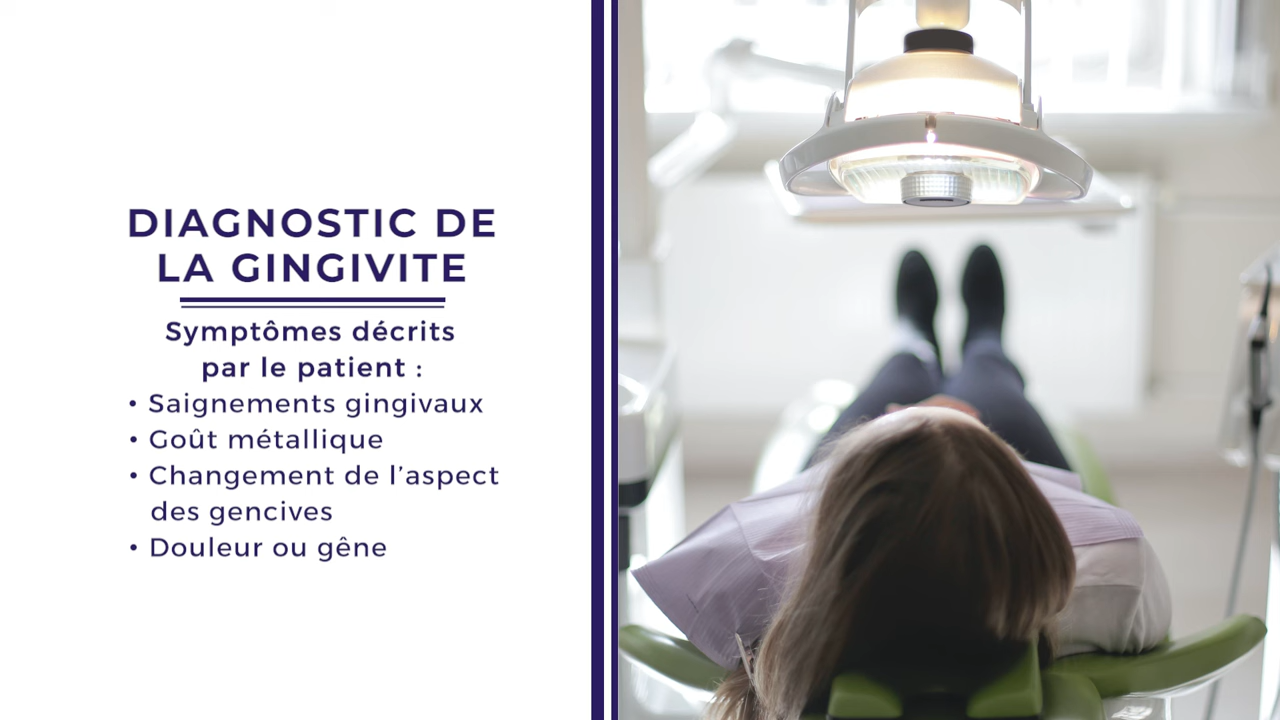 DIAGNOSTIC DE
LA GINGIVITE
Symptômes décrits
par le patient :
• Saignements gingivaux
• Goût métallique
• Changement de l’aspect
des gencives
• Douleur ou gêne